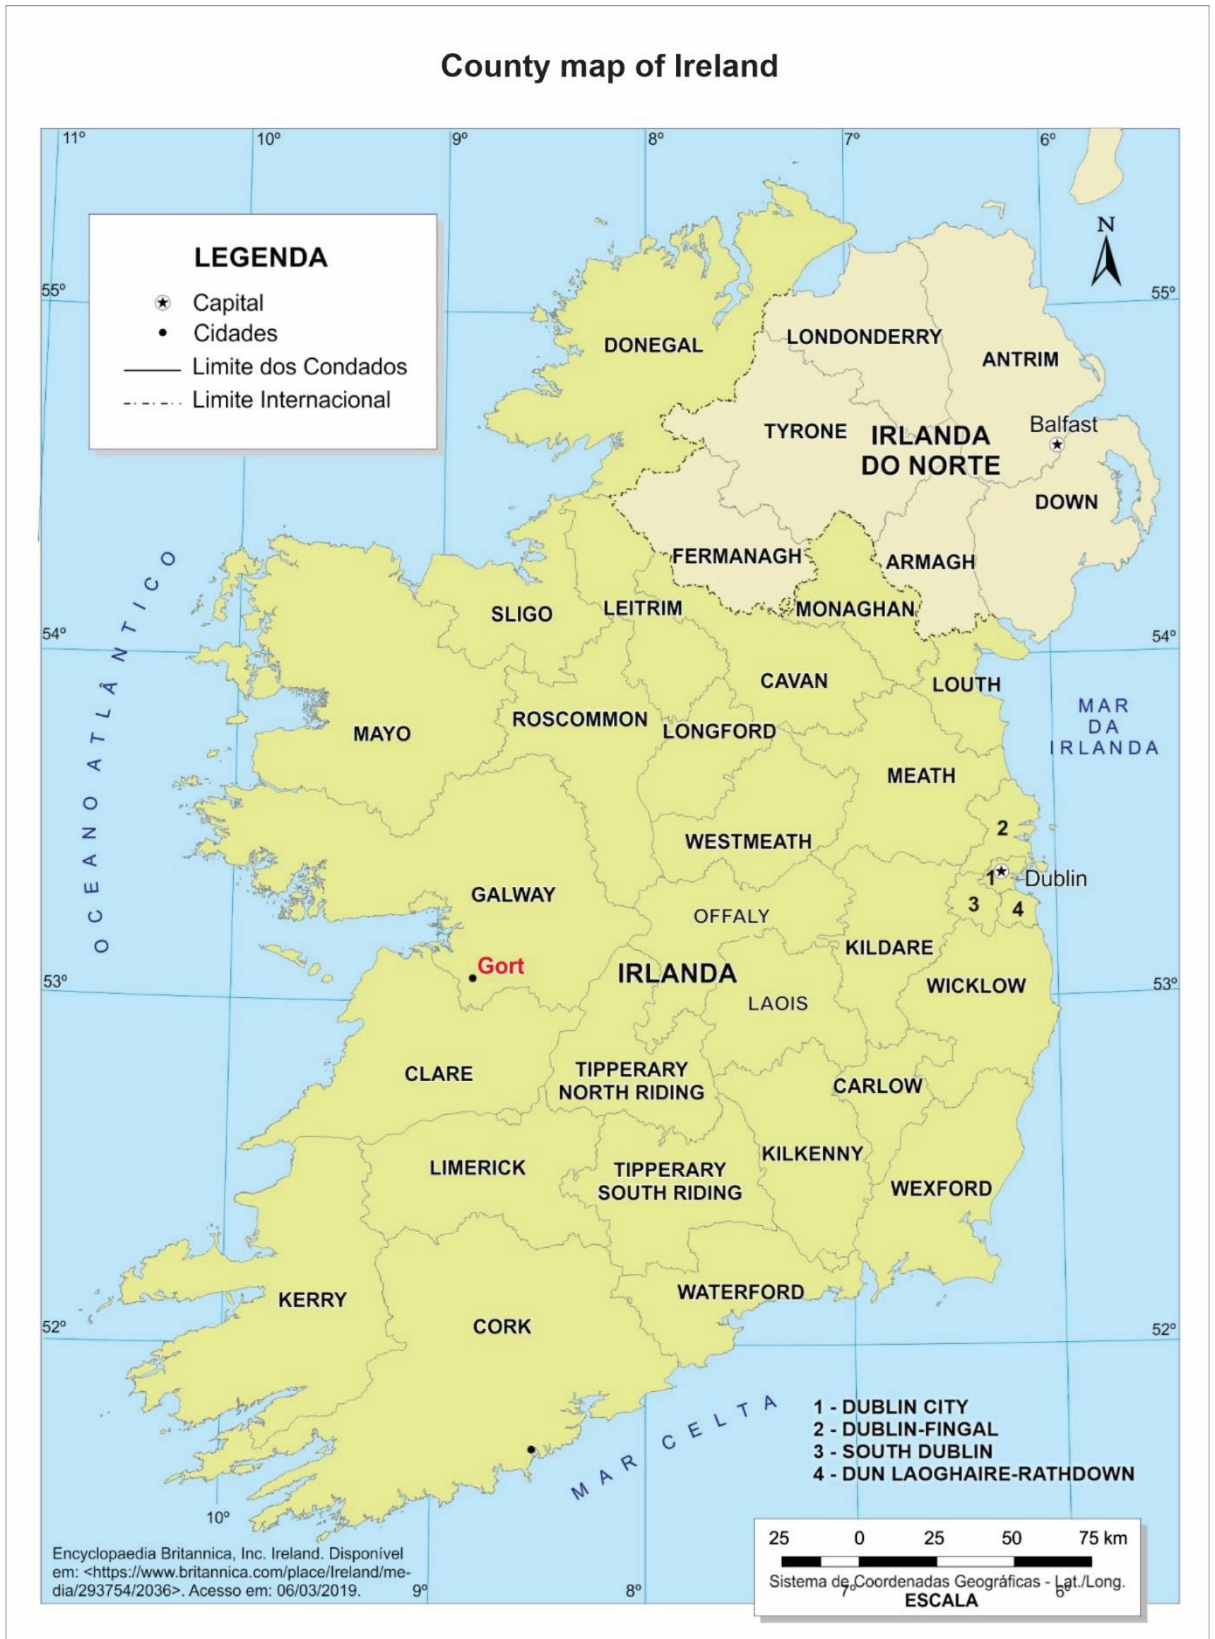 County map of Ireland
11º 10º 9º 8º 7º 6º
N
LEGENDA
Capital
Cidades
Limite dos Condados
Limite Internacional
55º 55º
DONEGAL
LONDONDERRY
ANTRIM
TYRONE
IRLANDA
DO NORTE
Balfast
DOWN
FERMANAGH
ARMAGH
OCEANO ATLÂNTICO
SLIGO
LEITRIM
MONAGHAN
54º 54º
CAVAN
LOUTH
MAR
DA
IRLANDA
MAYO
ROSCOMMON
LONGFORD
MEATH
2
WESTMEATH
1
Dublin
GALWAY
OFFALY
3
4
KILDARE
Gort
IRLANDA
53º 53º
WICKLOW
LAOIS
CLARE
TIPPERARY
NORTH RIDING
CARLOW
LIMERICK
TIPPERARY
SOUTH RIDING
KILKENNY
WEXFORD
KERRY
WATERFORD
CORK
52º 52º
MAR CELTA
1 - DUBLIN CITY
2 - DUBLIN-FINGAL
3 - SOUTH DUBLIN
4 - DUN LAOGHAIRE-RATHDOWN
10º
9º
8º
7º
6º
Encyclopaedia Britannica, Inc. Ireland. Disponível
em: <https://www.britannica.com/place/Ireland/me-
dia/293754/2036>. Acesso em: 06/03/2019.
25 0 25 50 75 km
Sistema de Coordenadas Geográficas - Lat./Long.
ESCALA